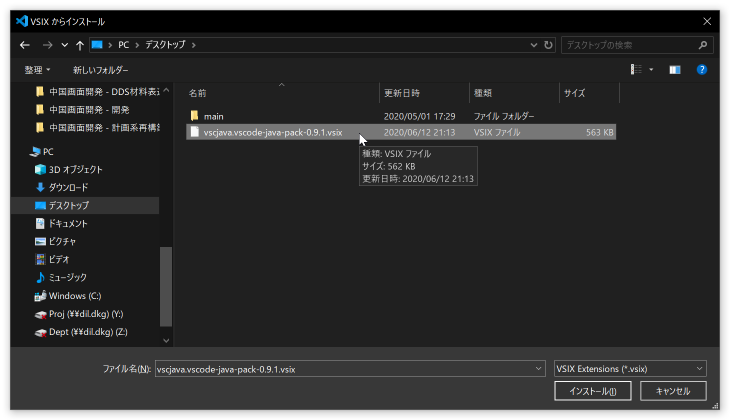 VSIX からインストール
PC
デスクトップ
デスクトップの検索
整理
新しいフォルダー
中国画面開発 - DDS材料表示
中国画面開発 - 開発
中国画面開発 - 計画系再構築
PC
3D オブジェクト
ダウンロード
デスクトップ
ドキュメント
ピクチャ
ビデオ
ミュージック
Windows (C:)
Proj (¥¥dil.dkg) (Y:)
Dept (¥¥dil.dkg) (Z:)
名前 更新日時 種類 サイズ
main 2020/05/01 17:29 ファイル フォルダー
vscjava.vscode-java-pack-0.9.1.vsix 2020/06/12 21:13 VSIX ファイル 563 KB
種類: VSIX ファイル
サイズ: 562 KB
更新日時: 2020/06/12 21:13
ファイル名(N): vscjava.vscode-java-pack-0.9.1.vsix VSIX Extensions (*.vsix)
インストール(I) キャンセル